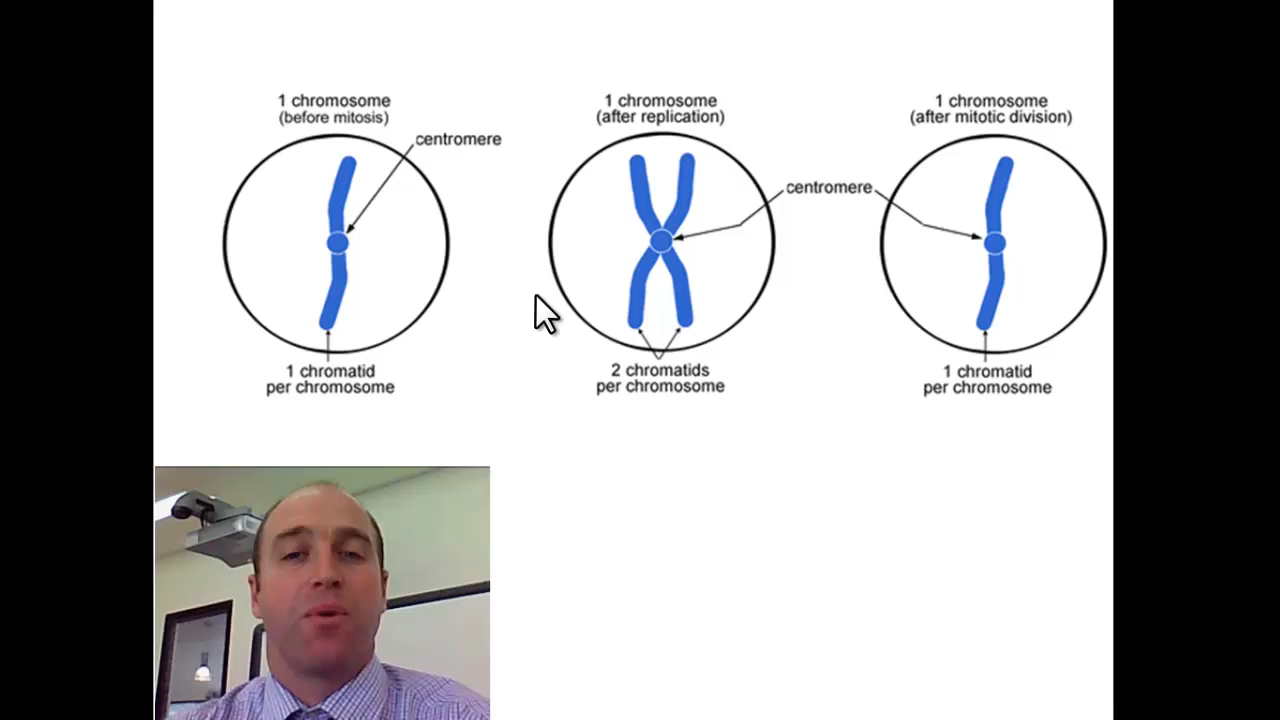 1 chromosome
(before mitosis)
centromere
1 chromatid
per chromosome
1 chromosome
(after replication)
centromere
2 chromatids
per chromosome
1 chromosome
(after mitotic division)
1 chromatid
per chromosome